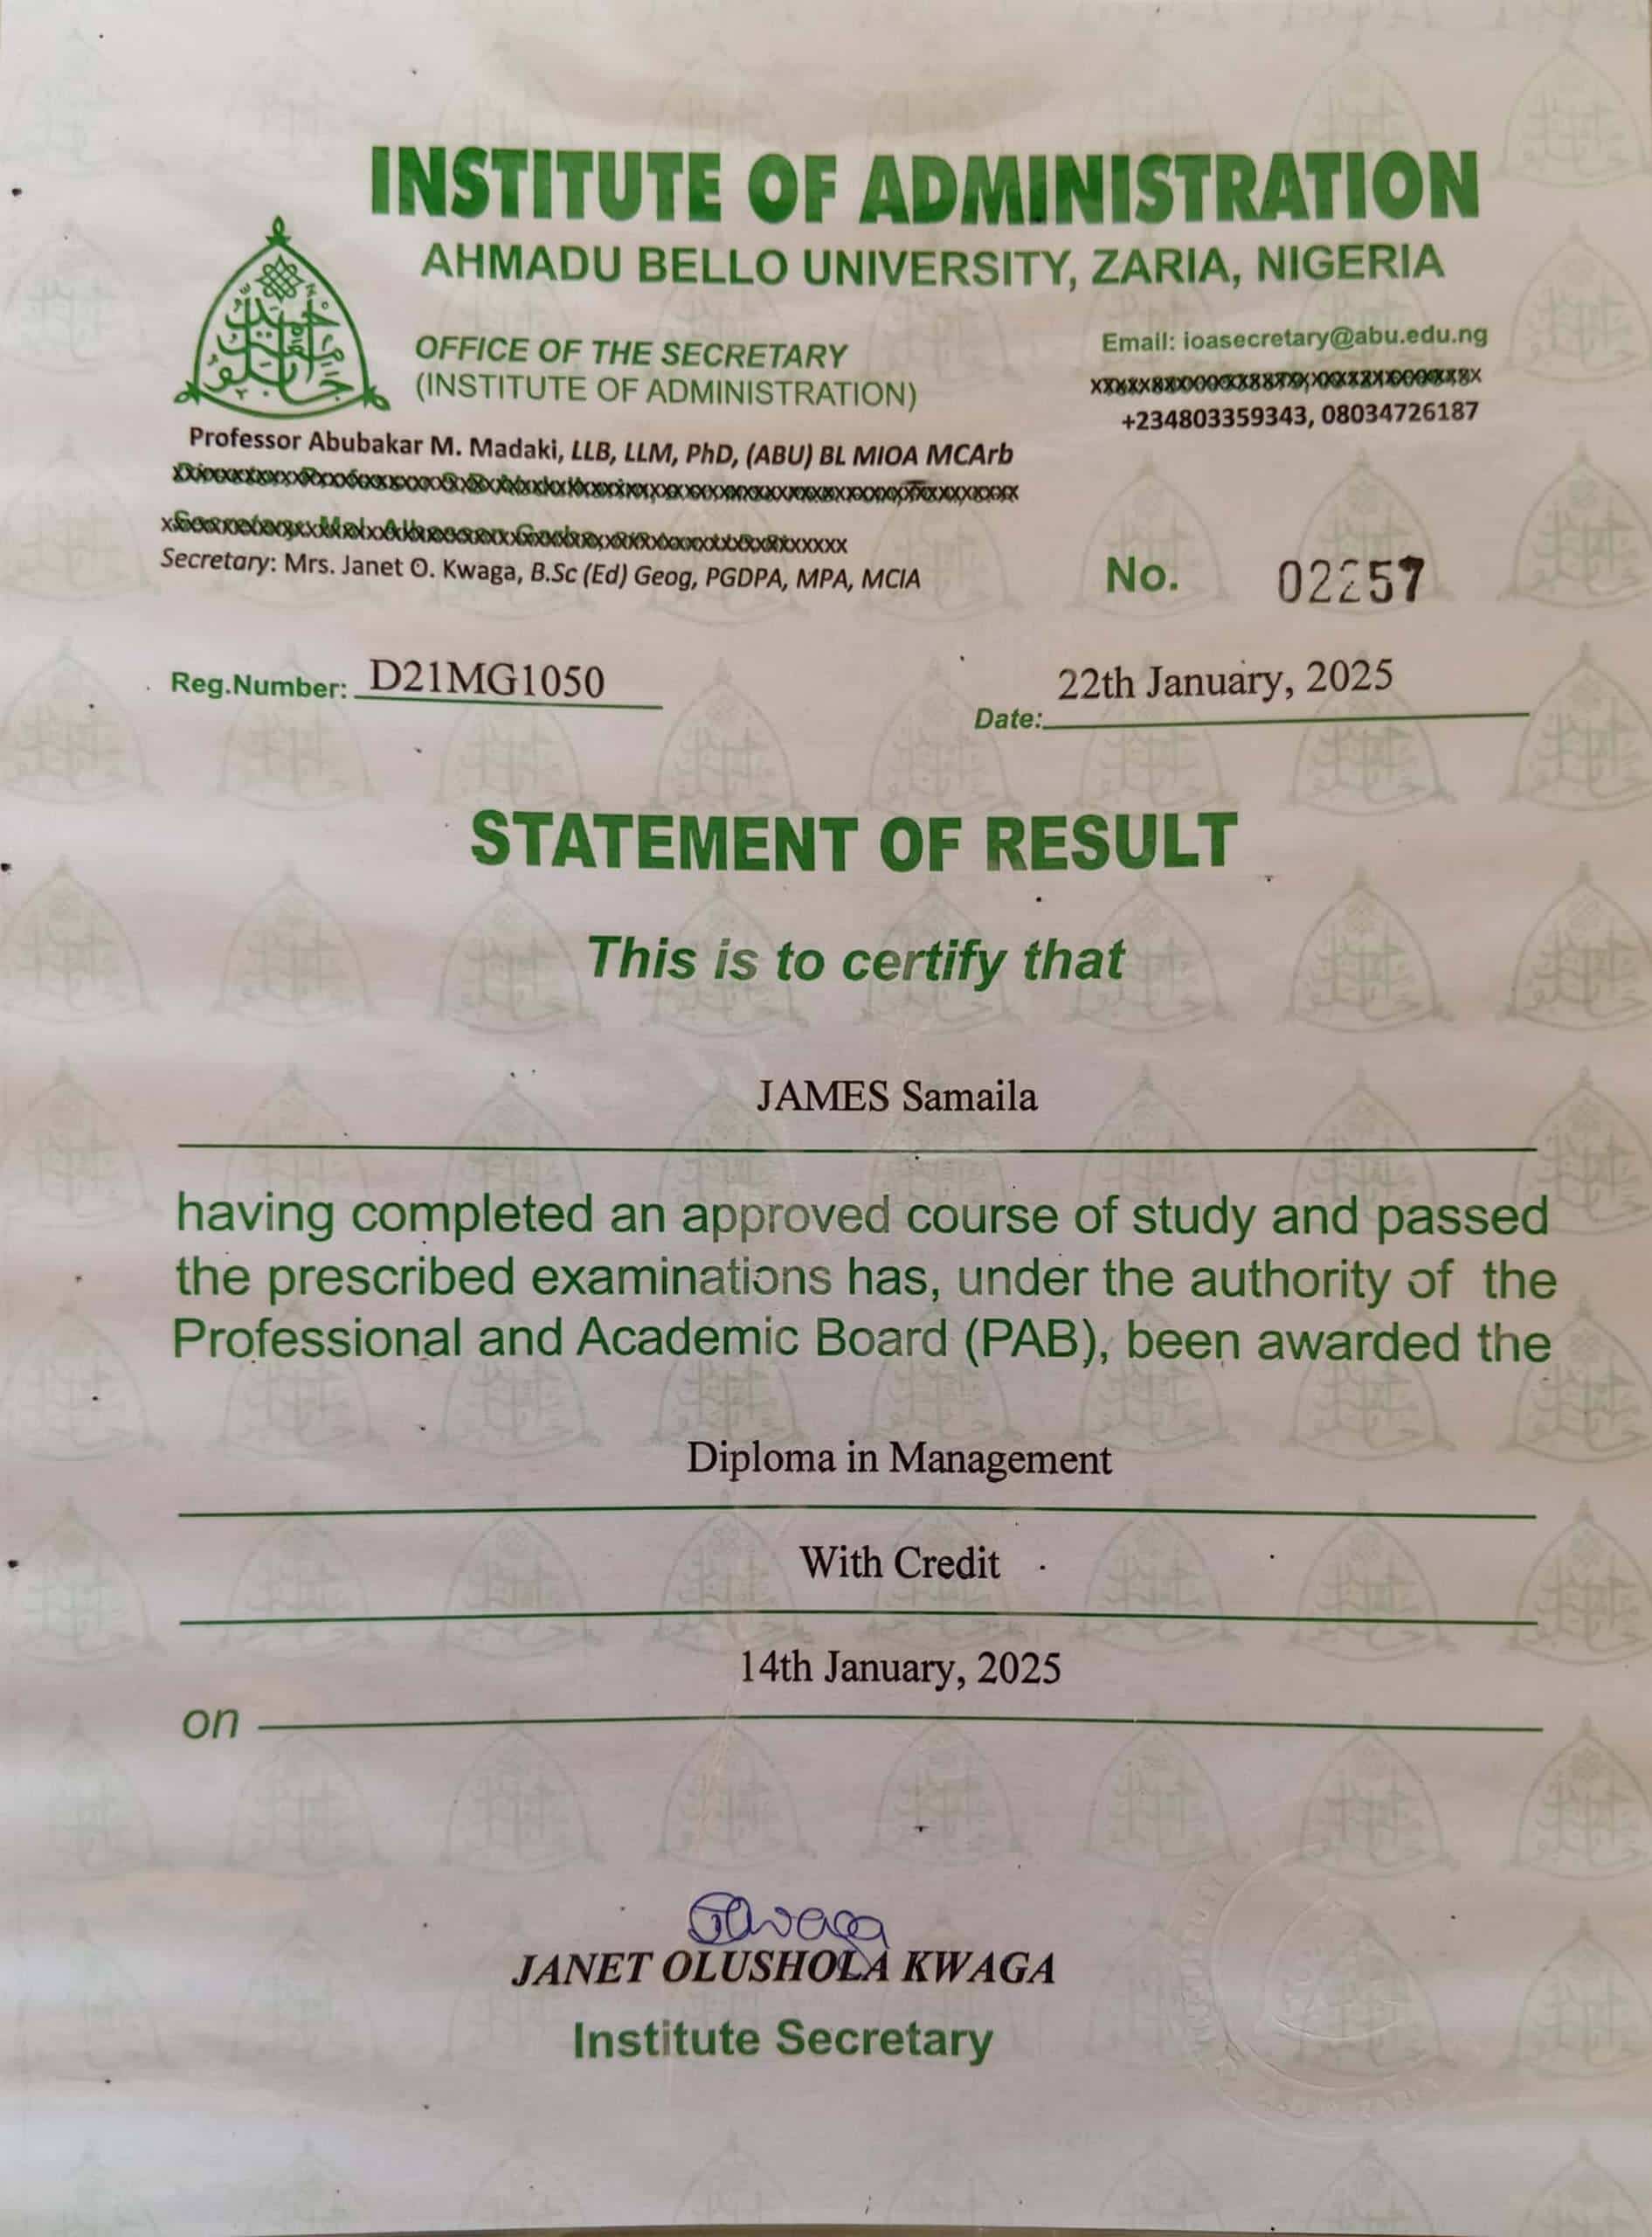 INSTITUTE OF ADMINISTRATION
AHMADU BELLO UNIVERSITY, ZARIA, NIGERIA
OFFICE OF THE SECRETARY
(INSTITUTE OF ADMINISTRATION)
Email: ioasecretary@abu.edu.ng
+234803359343, 08034726187
Professor Abubakar M. Madaki, LLB, LLM, PhD, (ABU) BL MIOA MCArb
Secretary: Mrs. Janet O. Kwaga, B.Sc (Ed) Geog, PGDPA, MPA, MCIA
No. 02257
Reg.Number: D21MG1050
22th January, 2025
Date:
STATEMENT OF RESULT
This is to certify that
JAMES Samaila
having completed an approved course of study and passed
the prescribed examinations has, under the authority of the
Professional and Academic Board (PAB), been awarded the
Diploma in Management
With Credit
14th January, 2025
on
JANET OLUSHOLA KWAGA
Institute Secretary